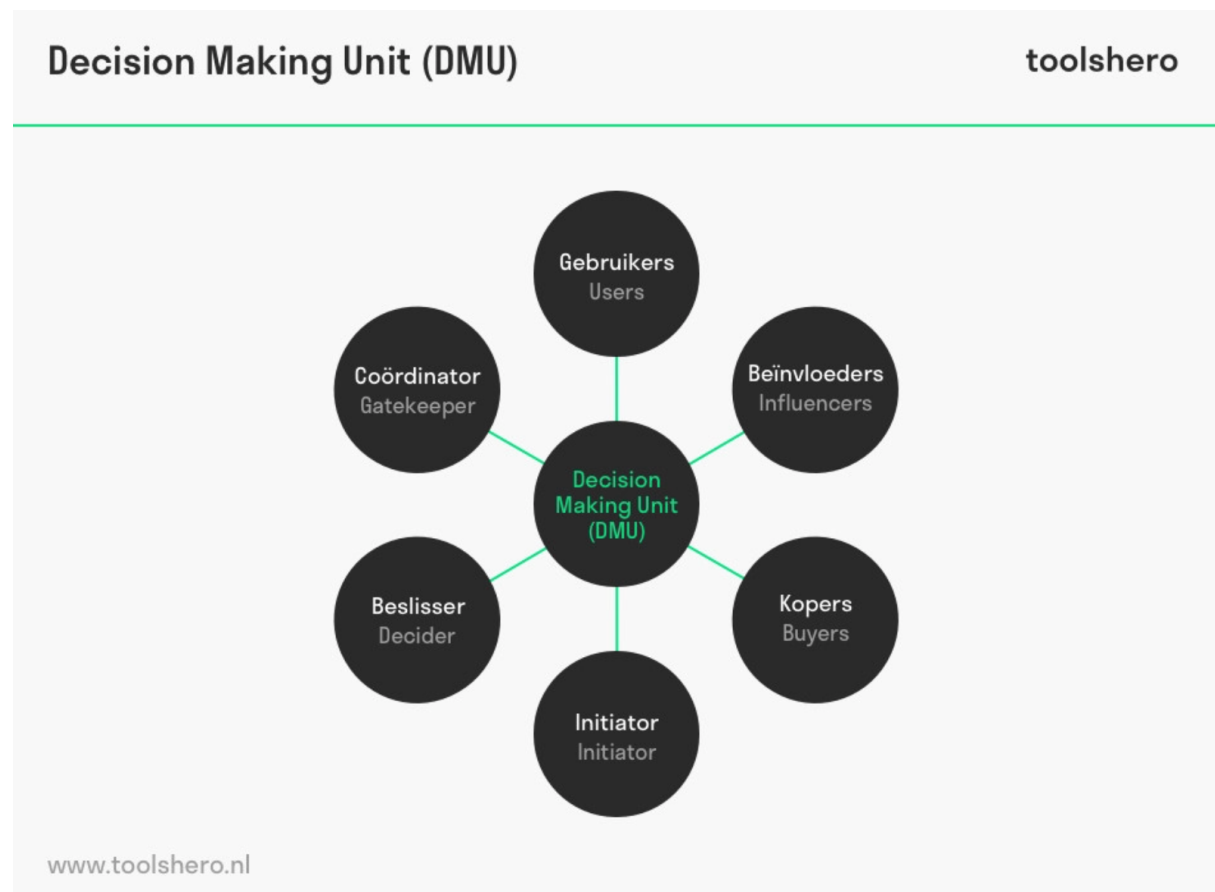 Decision Making Unit (DMU)
toolshero
Gebruikers
Users
Coördinator
Gatekeeper
Beïnvloeders
Influencers
Decision
Making Unit
(DMU)
Beslisser
Decider
Kopers
Buyers
Initiator
Initiator
www.toolshero.nl